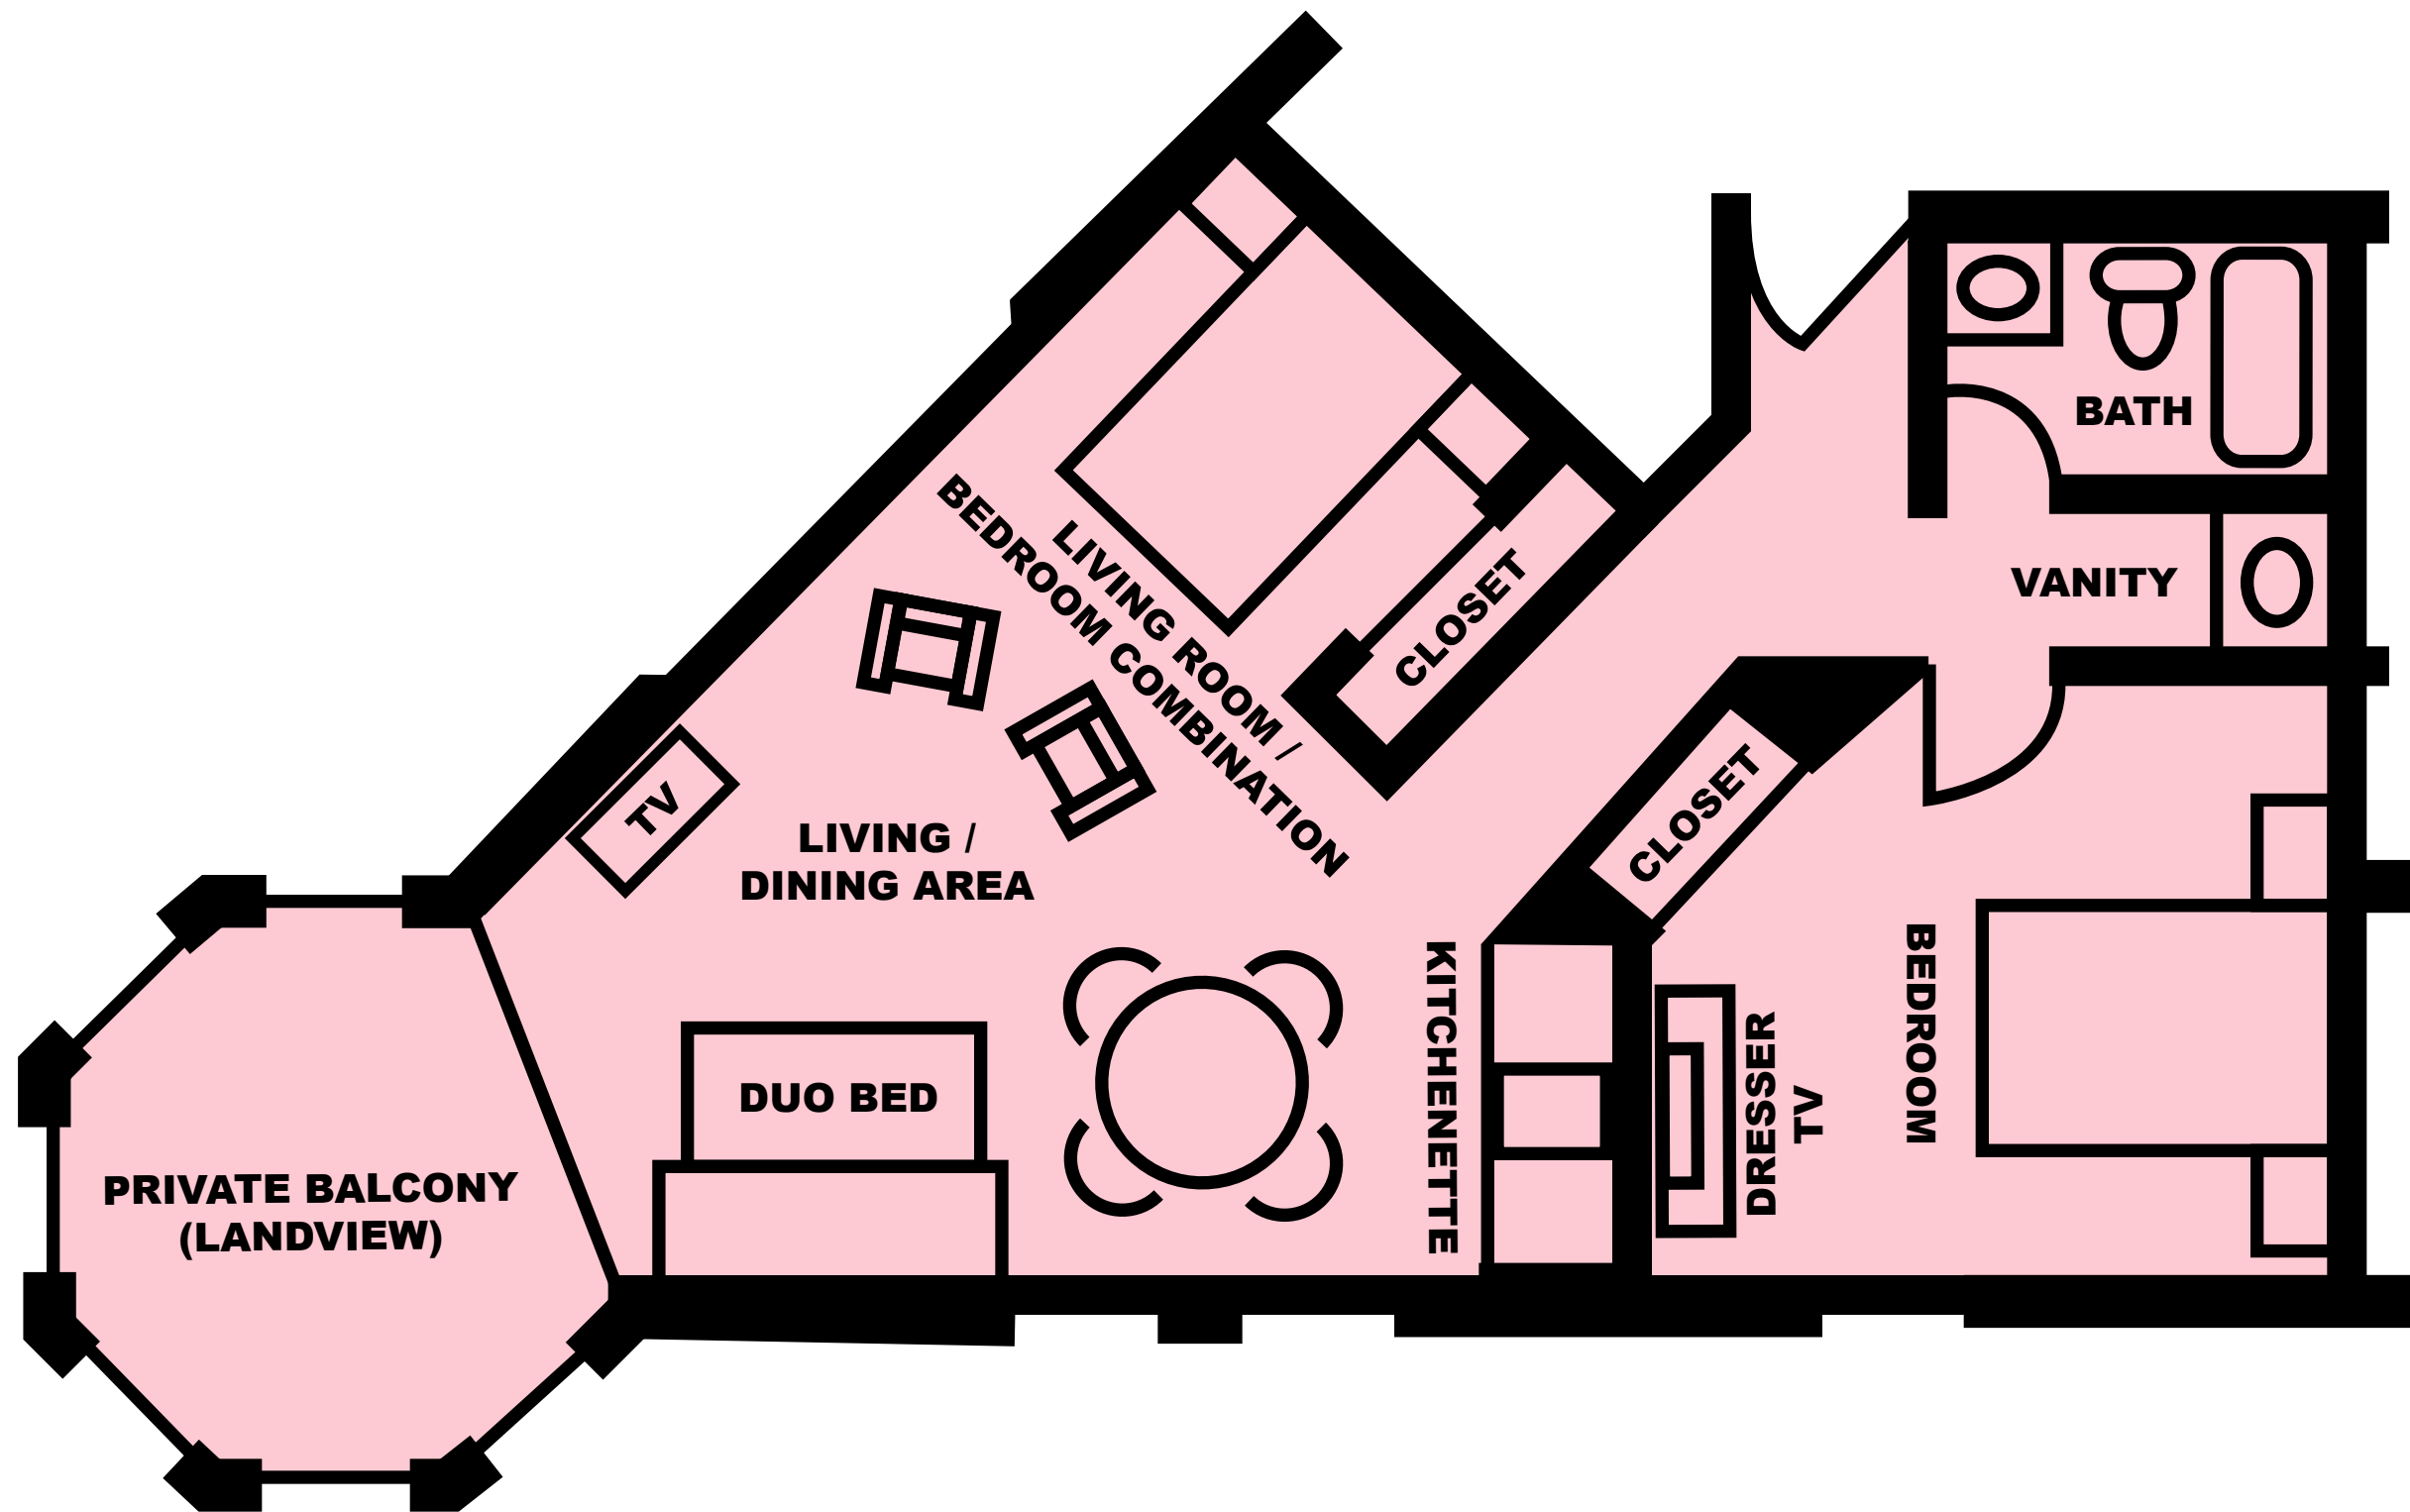 BATH
VANITY
CLOSET
LIVING ROOM /
BEDROOM COMBINATION
CLOSET
TV
LIVING /
DINING AREA
KITCHENETTE
BEDROOM
DRESSER
TV
DUO BED
PRIVATE BALCONY
(LANDVIEW)